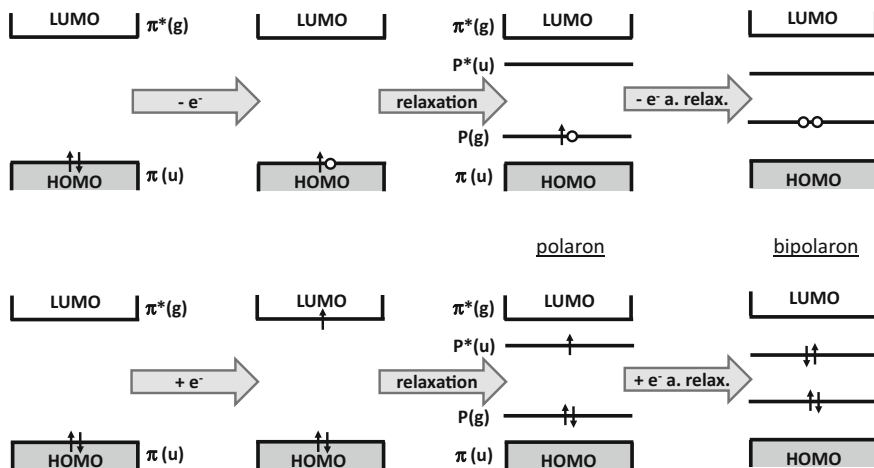 LUMO π*(g) LUMO π*(g) LUMO LUMO
P*(u)
- e⁻ relaxation - e⁻ a. relax.
P(g)
HOMO π (u) HOMO π (u) HOMO HOMO
polaron bipolaron
LUMO π*(g) LUMO π*(g) LUMO LUMO
P*(u)
+ e⁻ relaxation + e⁻ a. relax.
P(g)
HOMO π (u) HOMO π (u) HOMO HOMO